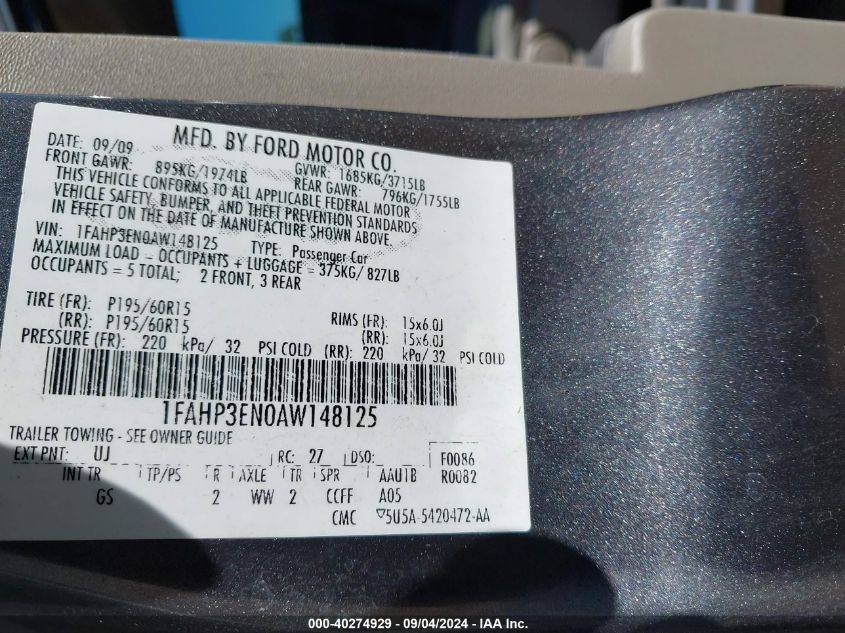 MFD. BY FORD MOTOR CO.
DATE: 09/09 GVWR: 1685KG/3715LB
FRONT GAWR: 895KG/1974LB REAR GAWR: 796KG/1755LB
THIS VEHICLE CONFORMS TO ALL APPLICABLE FEDERAL MOTOR
VEHICLE SAFETY, BUMPER, AND THEFT PREVENTION STANDARDS
IN EFFECT ON THE DATE OF MANUFACTURE SHOWN ABOVE.
VIN: 1FAHP3EN0AW148125 TYPE: Passenger Car
MAXIMUM LOAD - OCCUPANTS + LUGGAGE = 375KG/ 827LB
OCCUPANTS = 5 TOTAL; 2 FRONT, 3 REAR
TIRE (FR): P195/60R15 RIMS (FR): 15x6.0J
(RR): P195/60R15 (RR): 15x6.0J
PRESSURE (FR): 220 kPa/ 32 PSI COLD (RR): 220 kPa/ 32 PSI COLD
1FAHP3EN0AW148125
TRAILER TOWING - SEE OWNER GUIDE
EXT PNT: UJ RC: 27 DSO: F0086
INT TR TP/PS R AXLE TR SPR AAU1B R0082
GS 2 WW 2 CCFF A05
CMC ▽5U5A-5420472-AA
000-40274929 - 09/04/2024 - IAA Inc.